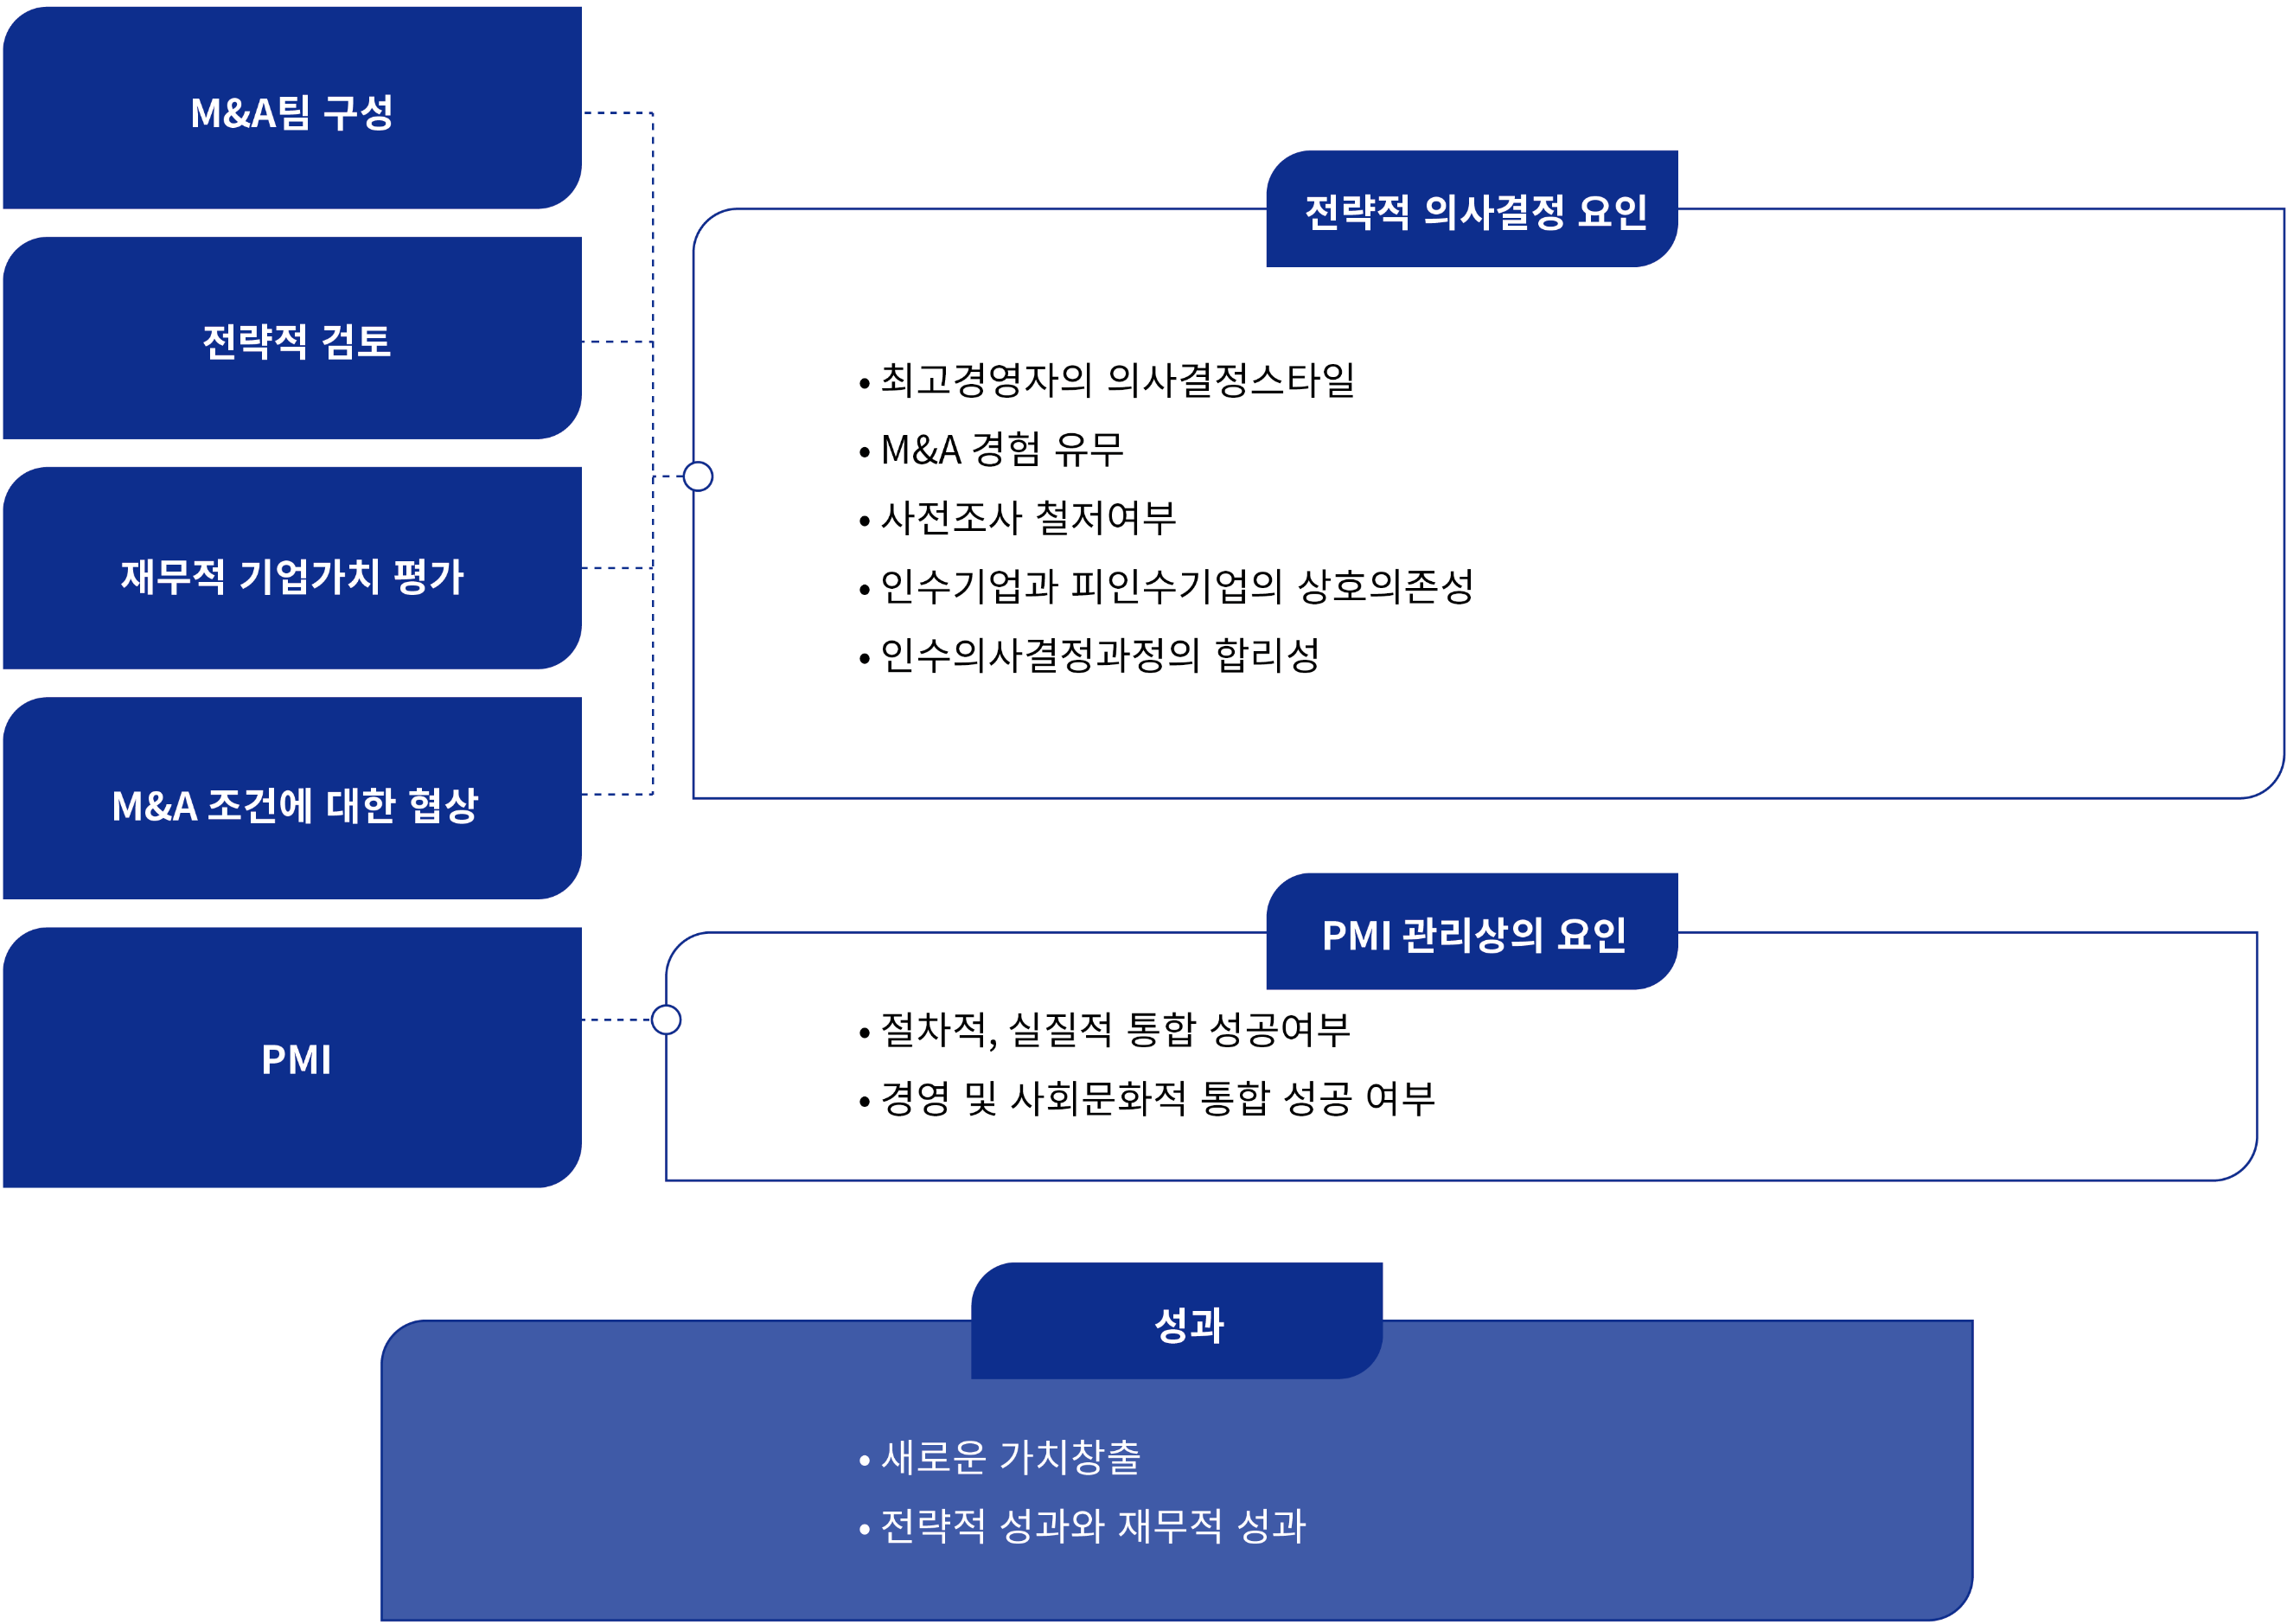 M&A팀 구성
전략적 검토
재무적 기업가치 평가
M&A 조건에 대한 협상
전략적 의사결정 요인
• 최고경영자의 의사결정스타일
• M&A 경험 유무
• 사전조사 철저여부
• 인수기업과 피인수기업의 상호의존성
• 인수의사결정과정의 합리성
PMI
PMI 관리상의 요인
• 절차적, 실질적 통합 성공여부
• 경영 및 사회문화적 통합 성공 여부
성과
• 새로운 가치창출
• 전략적 성과와 재무적 성과